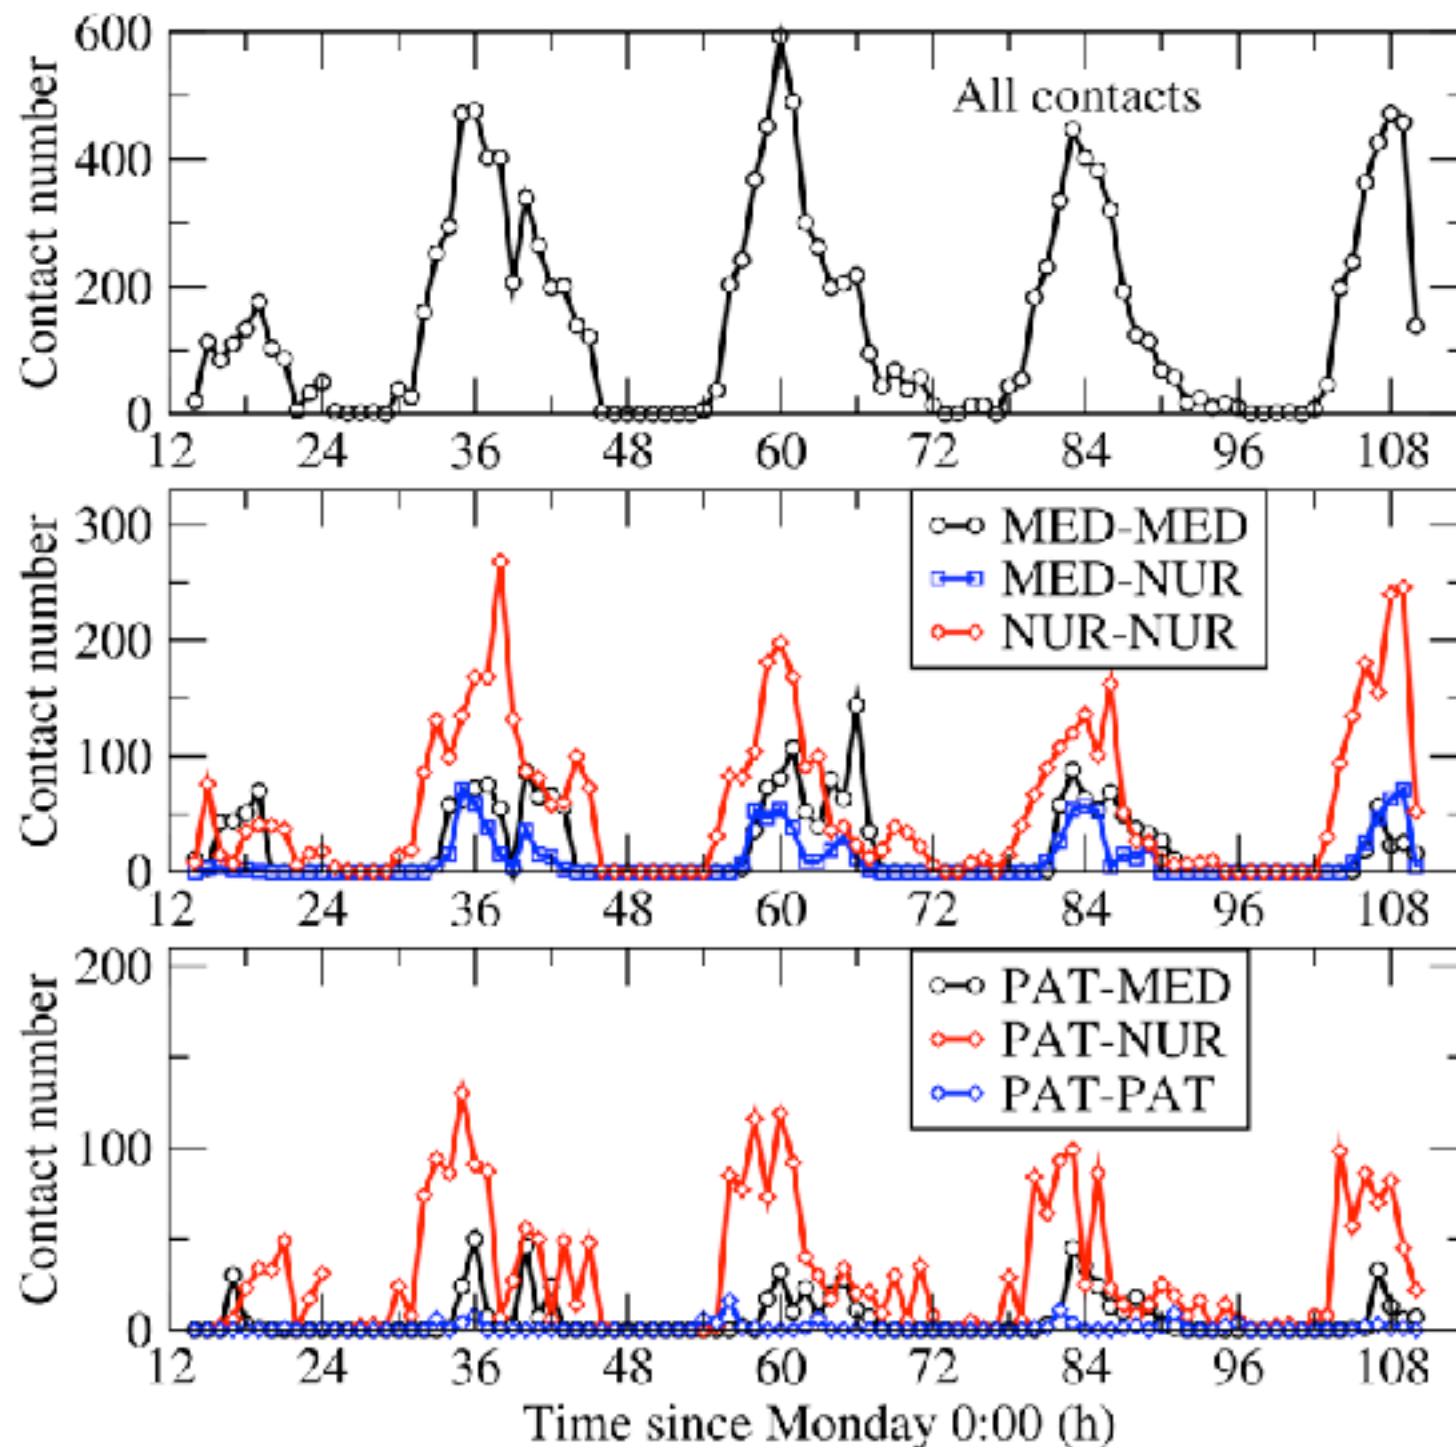 600
400
200
0
Contact number
All contacts
12 24 36 48 60 72 84 96 108
300
200
100
0
Contact number
MED-MED
MED-NUR
NUR-NUR
12 24 36 48 60 72 84 96 108
200
100
0
Contact number
PAT-MED
PAT-NUR
PAT-PAT
12 24 36 48 60 72 84 96 108
Time since Monday 0:00 (h)